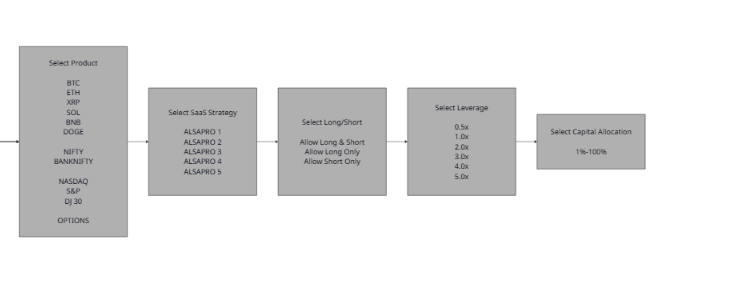 Select Product
BTC
ETH
XRP
SOL
BNB
DOGE
NIFTY
BANKNIFTY
NASDAQ
S&P
DJ 30
OPTIONS
Select SaaS Strategy
ALSAPRO 1
ALSAPRO 2
ALSAPRO 3
ALSAPRO 4
ALSAPRO 5
Select Long/Short
Allow Long & Short
Allow Long Only
Allow Short Only
Select Leverage
0.5x
1.0x
2.0x
3.0x
4.0x
5.0x
Select Capital Allocation
1%-100%